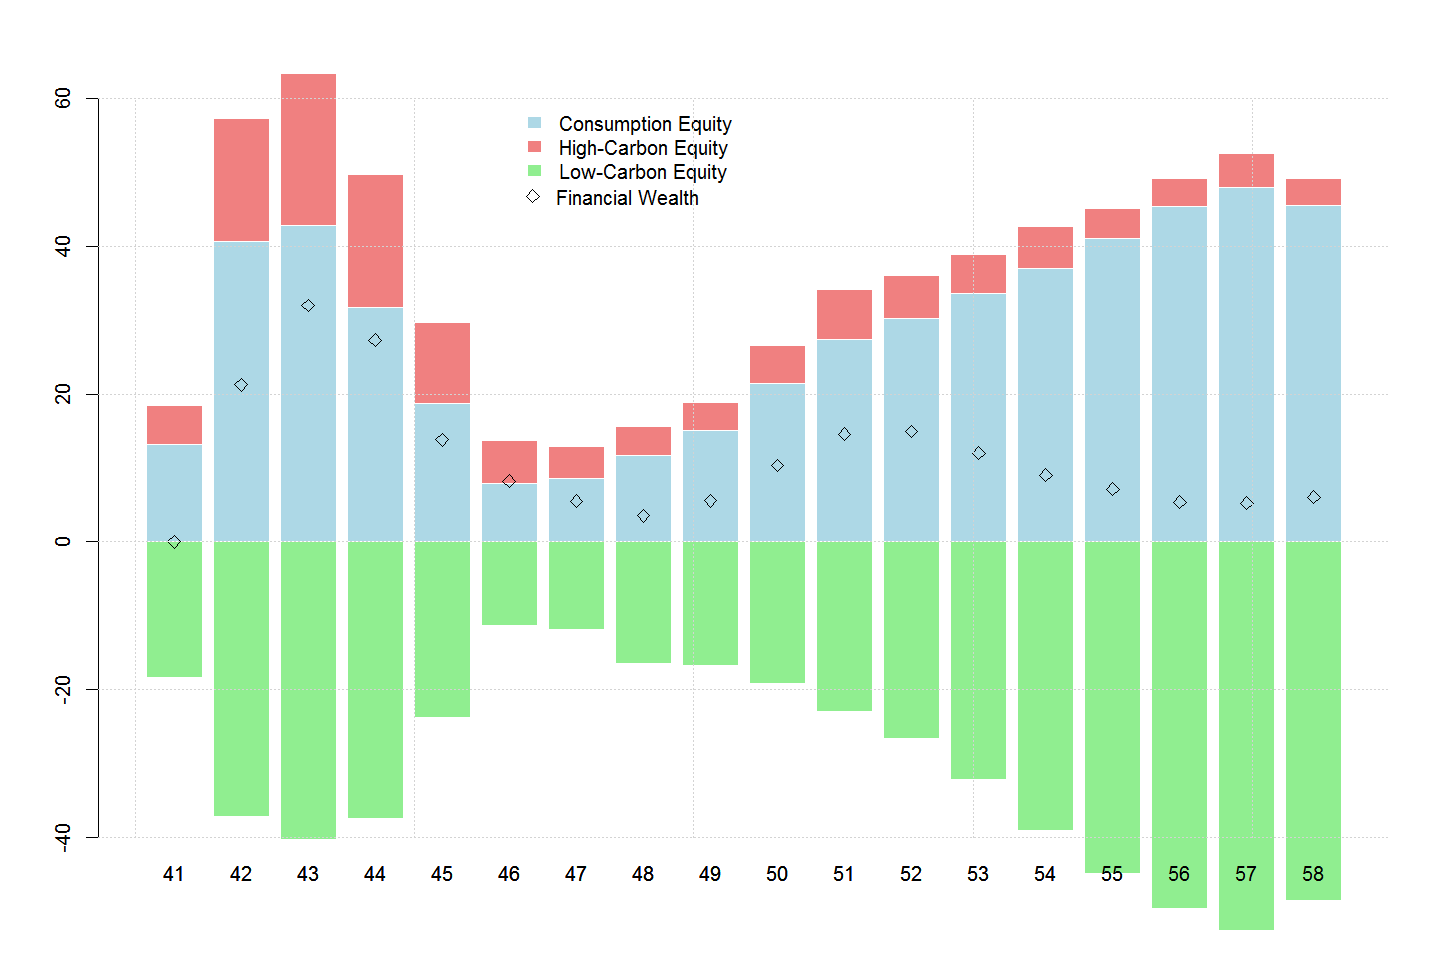 60
Consumption Equity
High-Carbon Equity
Low-Carbon Equity
Financial Wealth
40
20
0
-20
-40
41 42 43 44 45 46 47 48 49 50 51 52 53 54 55 56 57 58